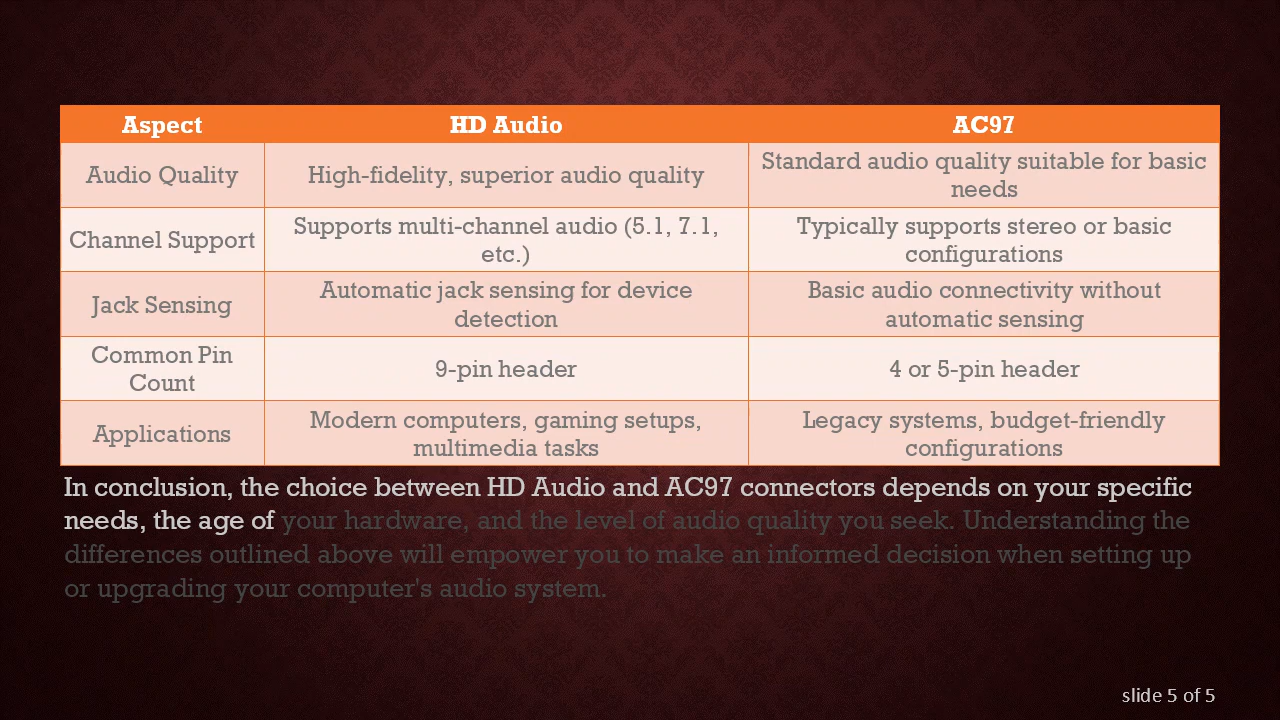 Aspect HD Audio AC97
Audio Quality High-fidelity, superior audio quality Standard audio quality suitable for basic
needs
Channel Support Supports multi-channel audio (5.1, 7.1,
etc.) Typically supports stereo or basic
configurations
Jack Sensing Automatic jack sensing for device
detection Basic audio connectivity without
automatic sensing
Common Pin
Count 9-pin header 4 or 5-pin header
Applications Modern computers, gaming setups,
multimedia tasks Legacy systems, budget-friendly
configurations
In conclusion, the choice between HD Audio and AC97 connectors depends on your specific
needs, the age of your hardware, and the level of audio quality you seek. Understanding the
differences outlined above will empower you to make an informed decision when setting up
or upgrading your computer's audio system.
slide 5 of 5